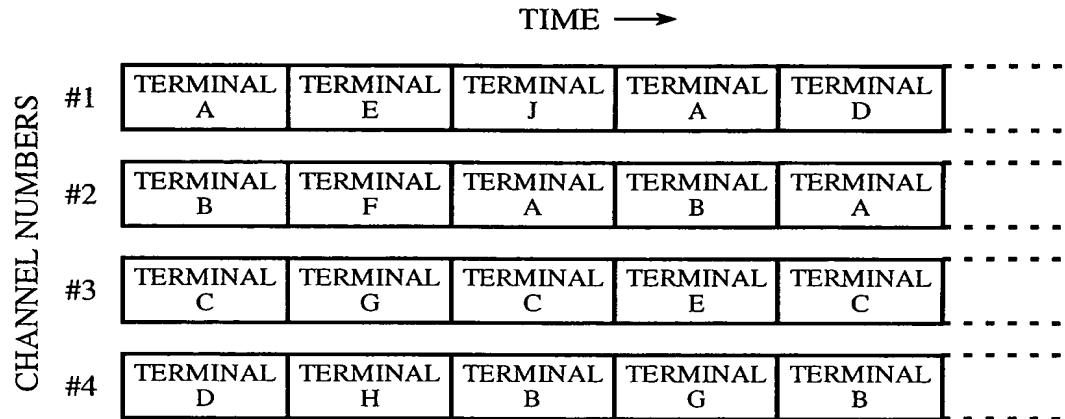 TIME
CHANNEL NUMBERS
#1
TERMINAL A
TERMINAL E
TERMINAL J
TERMINAL A
TERMINAL D
#2
TERMINAL B
TERMINAL F
TERMINAL A
TERMINAL B
TERMINAL A
#3
TERMINAL C
TERMINAL G
TERMINAL C
TERMINAL E
TERMINAL C
#4
TERMINAL D
TERMINAL H
TERMINAL B
TERMINAL G
TERMINAL B